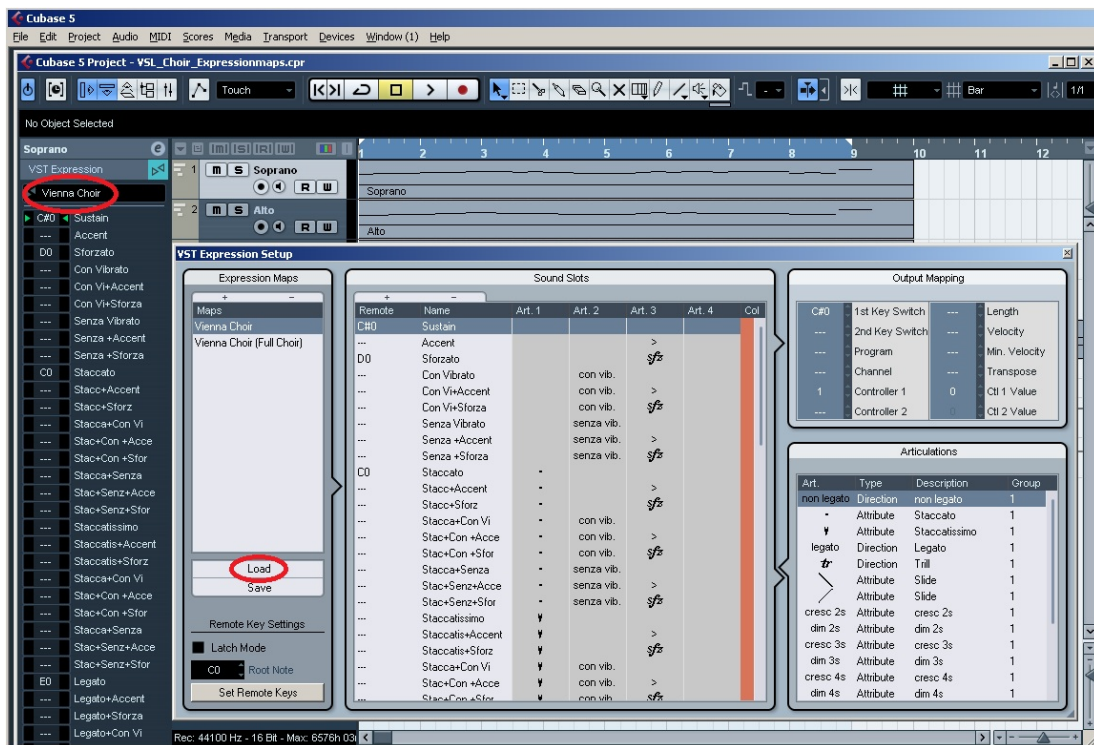 Cubase 5
File Edit Project Audio MIDI Scores Media Transport Devices Window (1) Help
Cubase 5 Project - VSL_Choir_Expressionmaps.cpr
Touch
Bar
1/1
No Object Selected
Soprano
VST Expression
Vienna Choir
C#0 Sustain
--- Accent
D0 Sforzato
--- Con Vibrato
--- Con Vi+Accent
--- Con Vi+Sforza
--- Senza Vibrato
--- Senza +Accent
--- Senza +Sforza
C0 Staccato
--- Stacc+Accent
--- Stacc+Sforz
--- Stacca+Con Vi
--- Stac+Con +Acce
--- Stac+Con +Sfor
--- Stacca+Senza
--- Stac+Senz+Acce
--- Stac+Senz+Sfor
--- Staccatissimo
--- Staccatis+Accent
--- Staccatis+Sforz
--- Stacca+Con Vi
--- Stac+Con +Acce
--- Stac+Con +Sfor
--- Stacca+Senza
--- Stac+Senz+Acce
--- Stac+Senz+Sfor
E0 Legato
--- Legato+Accent
--- Legato+Sforza
--- Legato+Con Vi
1 2 3 4 5 6 7 8 9 10 11 12
1 m S Soprano
R W
Soprano
2 m S Alto
R W
Alto
VST Expression Setup
Expression Maps
+ -
Maps
Vienna Choir
Vienna Choir (Full Choir)
Load
Save
Remote Key Settings
Latch Mode
C0 Root Note
Set Remote Keys
Sound Slots
+ -
Remote Name Art. 1 Art. 2 Art. 3 Art. 4 Col
C#0 Sustain
--- Accent >
D0 Sforzato sfz
--- Con Vibrato con vib.
--- Con Vi+Accent con vib. >
--- Con Vi+Sforza con vib. sfz
--- Senza Vibrato senza vib.
--- Senza +Accent senza vib. >
--- Senza +Sforza senza vib. sfz
C0 Staccato
--- Stacc+Accent >
--- Stacc+Sforz sfz
--- Stacca+Con Vi con vib.
--- Stac+Con +Acce con vib. >
--- Stac+Con +Sfor con vib. sfz
--- Stacca+Senza senza vib.
--- Stac+Senz+Acce senza vib. >
--- Stac+Senz+Sfor senza vib. sfz
--- Staccatissimo
--- Staccatis+Accent >
--- Staccatis+Sforz sfz
--- Stacca+Con Vi con vib.
--- Stac+Con +Acce con vib. >
--- Stac+Con +Sfor con vib. sfz
Output Mapping
C#0 1st Key Switch --- Length
--- 2nd Key Switch --- Velocity
--- Program --- Min. Velocity
--- Channel --- Transpose
1 Controller 1 0 Ctl 1 Value
--- Controller 2 0 Ctl 2 Value
Articulations
Art. Type Description Group
non legato Direction non legato 1
Attribute Staccato 1
Attribute Staccatissimo 1
legato Direction Legato 1
tr Direction Trill 1
Attribute Slide 1
Attribute Slide 1
cresc 2s Attribute cresc 2s 1
dim 2s Attribute dim 2s 1
cresc 3s Attribute cresc 3s 1
dim 3s Attribute dim 3s 1
cresc 4s Attribute cresc 4s 1
dim 4s Attribute dim 4s 1
Rec: 44100 Hz - 16 Bit - Max: 6576h